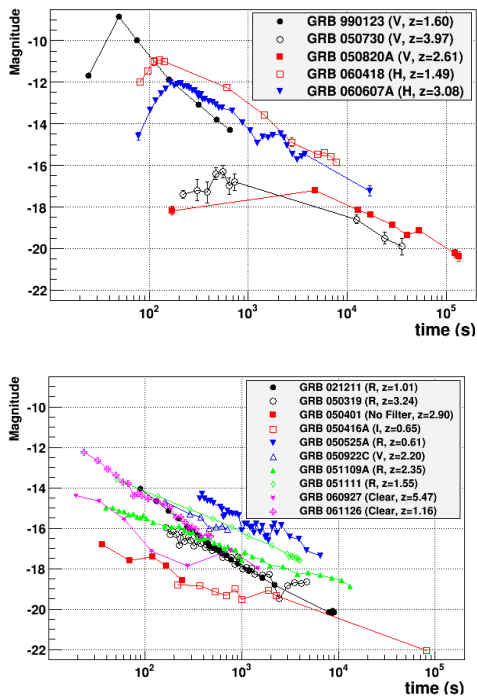 Magnitude
GRB 990123 (V, z=1.60)
GRB 050730 (V, z=3.97)
GRB 050820A (V, z=2.61)
GRB 060418 (H, z=1.49)
GRB 060607A (H, z=3.08)
-10
-12
-14
-16
-18
-20
-22
10² 10³ 10⁴ 10⁵
time (s)
Magnitude
GRB 021211 (R, z=1.01)
GRB 050319 (R, z=3.24)
GRB 050401 (No Filter, z=2.90)
GRB 050416A (I, z=0.65)
GRB 050525A (R, z=0.61)
GRB 050922C (V, z=2.20)
GRB 051109A (R, z=2.35)
GRB 051111 (R, z=1.55)
GRB 060927 (Clear, z=5.47)
GRB 061126 (Clear, z=1.16)
-10
-12
-14
-16
-18
-20
-22
10² 10³ 10⁴ 10⁵
time (s)